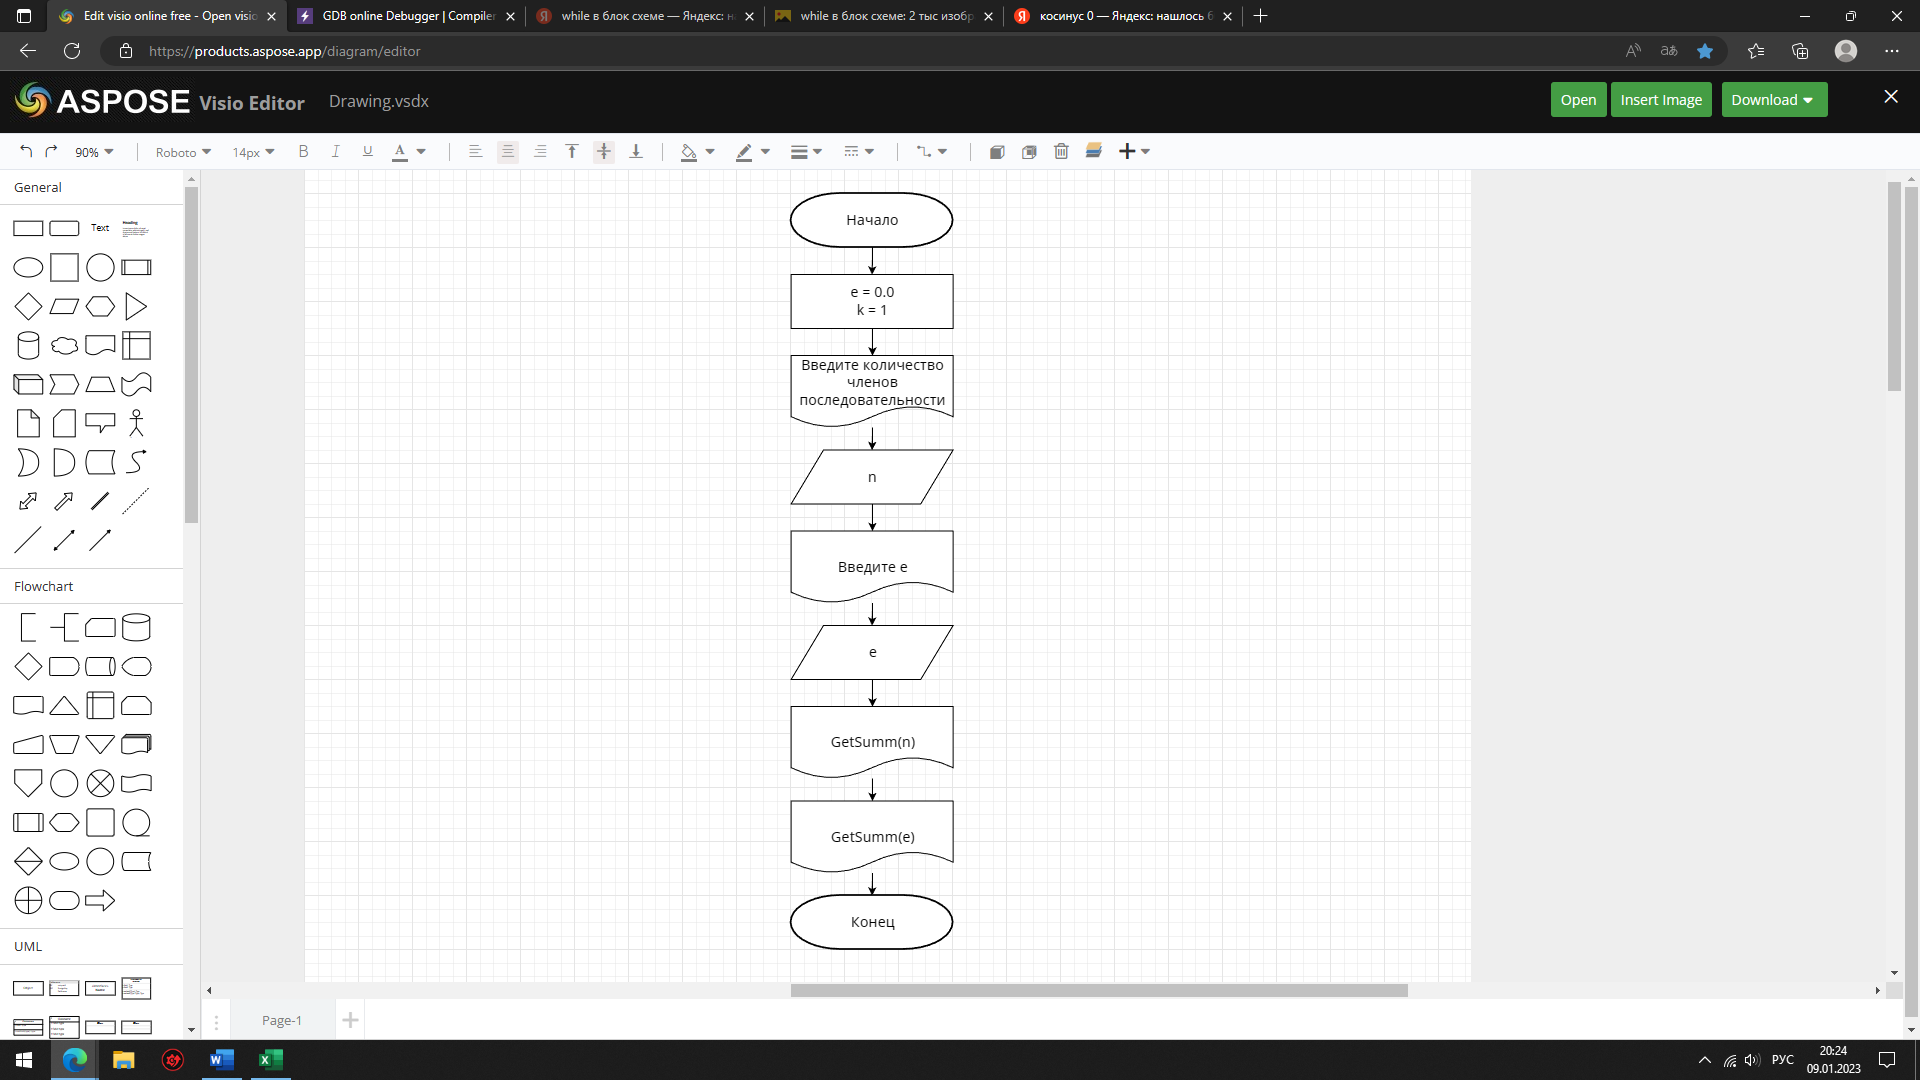 Edit visio online free - Open visio
GDB online Debugger | Compiler
while в блок схеме — Яндекс: н
while в блок схеме: 2 тыс изобр
косинус 0 — Яндекс: нашлось 6
https://products.aspose.app/diagram/editor
ASPOSE Visio Editor
Drawing.vsdx
Open
Insert Image
Download
90%
Roboto
14px
B
I
U
A
General
Text
Heading
Flowchart
UML
Начало
e = 0.0
k = 1
Введите количество
членов
последовательности
n
Введите е
e
GetSumm(n)
GetSumm(e)
Конец
Page-1
РУС
20:24
09.01.2023